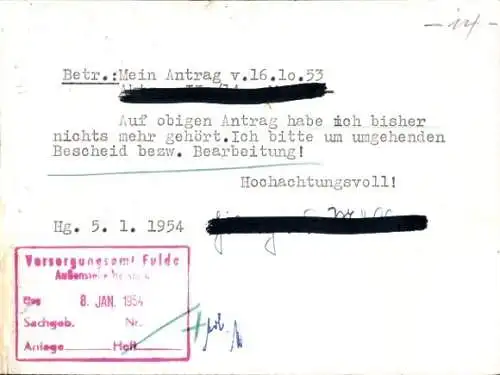 Betr.:Mein Antrag v.16.1o.53
Auf obigen Antrag habe ich bisher
nichts mehr gehört.Ich bitte um umgehenden
Bescheid bezw. Bearbeitung!
Hochachtungsvoll!
Hg. 5. 1. 1954
Versorgungsamt Fulda
8. JAN. 1954
Sachgeb. Nr.
Anlage Heft